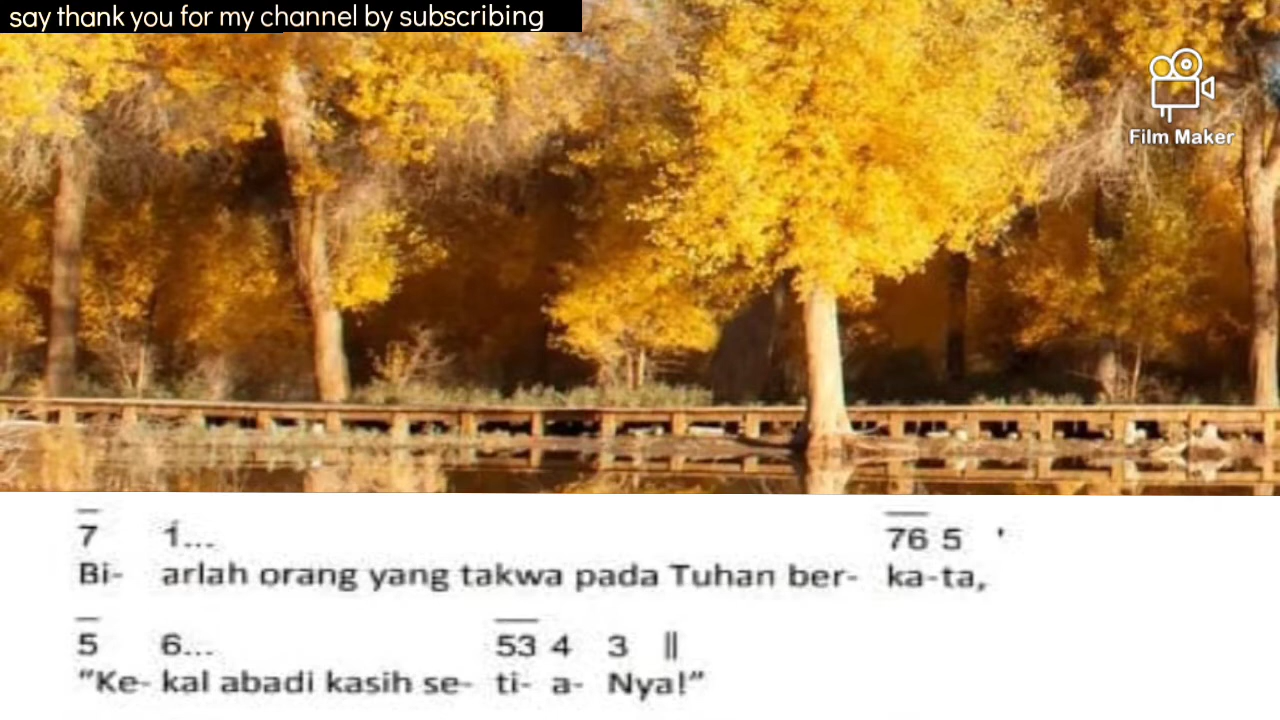 say thank you for my channel by subscribing
Film Maker
7 1̇... 76 5 '
Bi- arlah orang yang takwa pada Tuhan ber- ka-ta,
5 6... 53 4 3 ||
"Ke- kal abadi kasih se- ti- a- Nya!"